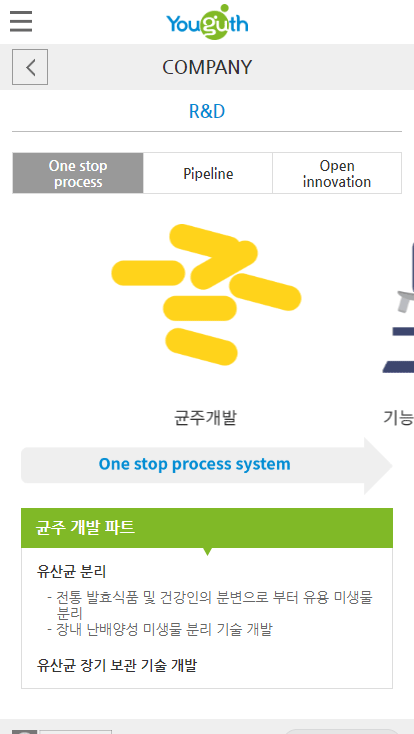 Youguth
COMPANY
R&D
One stop
process
Pipeline
Open
innovation
균주개발
기능
One stop process system
균주 개발 파트
유산균 분리
- 전통 발효식품 및 건강인의 분변으로 부터 유용 미생물
분리
- 장내 난배양성 미생물 분리 기술 개발
유산균 장기 보관 기술 개발